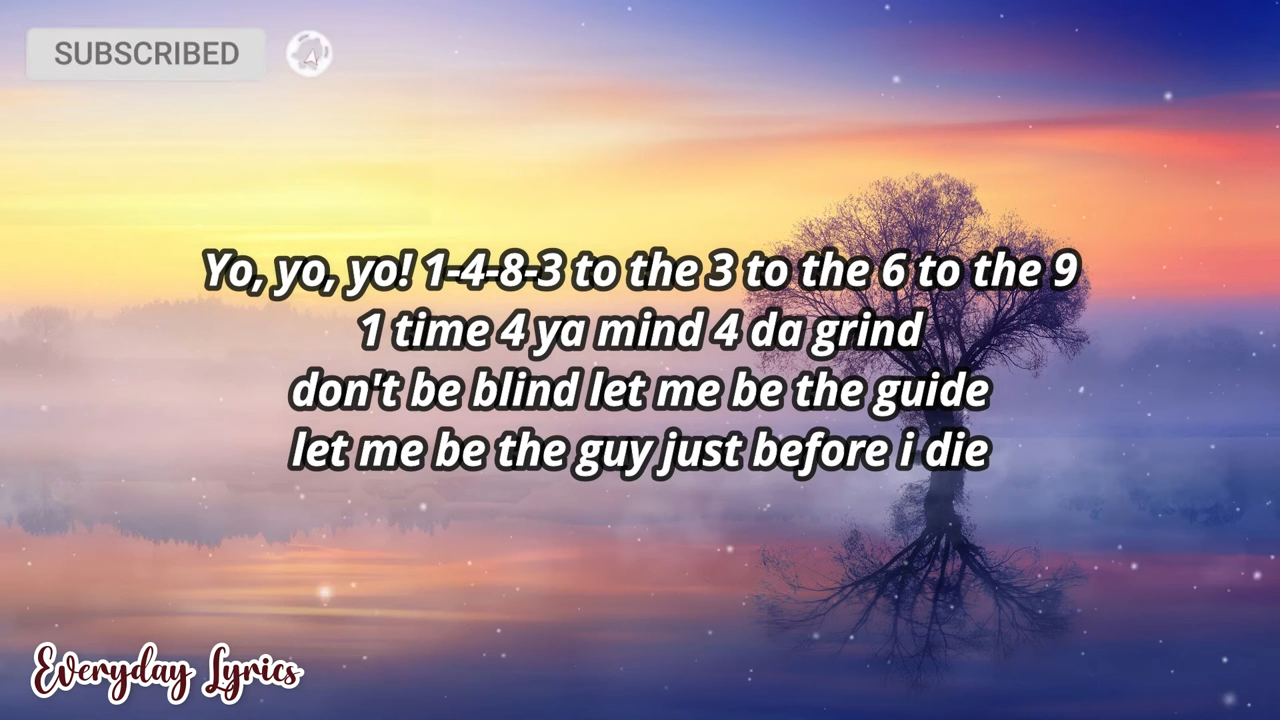 SUBSCRIBED
Yo, yo, yo! 1-4-8-3 to the 3 to the 6 to the 9
1 time 4 ya mind 4 da grind
don't be blind let me be the guide
let me be the guy just before i die
Everyday Lyrics